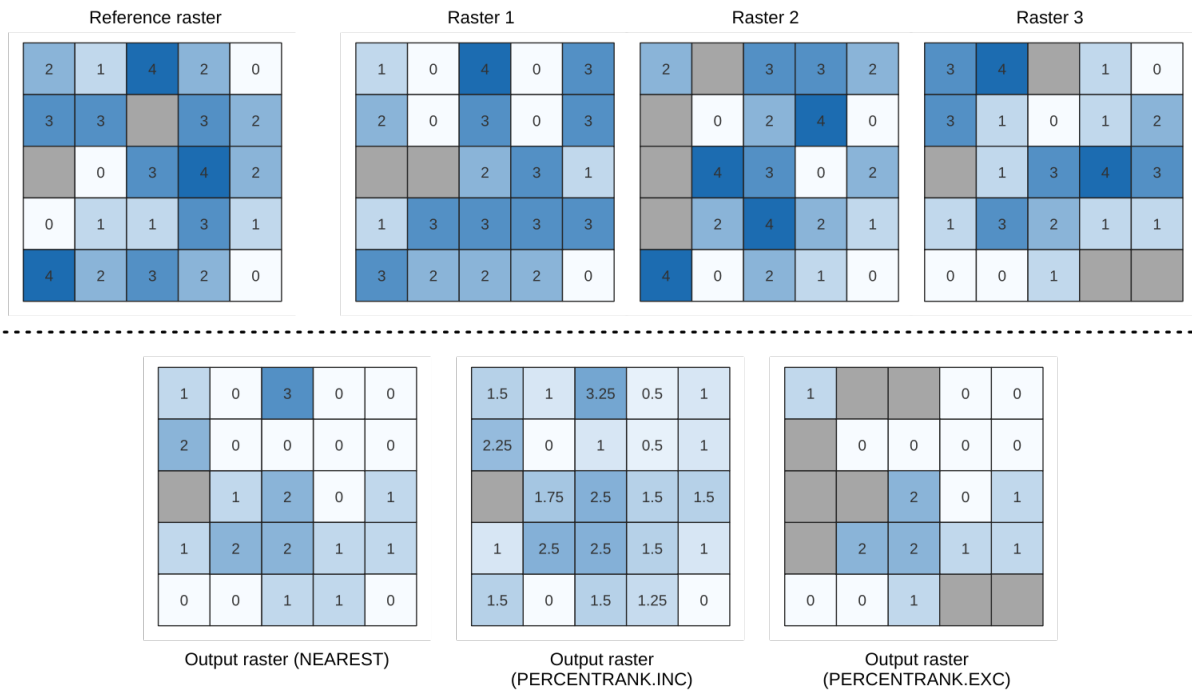 Reference raster
Raster 1
Raster 2
Raster 3
2 1 4 2 0
1 0 4 0 3
2 3 3 2
3 4 1 0
3 3 3 2
2 0 3 0 3
0 2 4 0
3 1 0 1 2
0 3 4 2
2 3 1
4 3 0 2
1 3 4 3
0 1 1 3 1
1 3 3 3 3
2 4 2 1
1 3 2 1 1
4 2 3 2 0
3 2 2 2 0
4 0 2 1 0
0 0 1
1 0 3 0 0
1.5 1 3.25 0.5 1
1 0 0
2 0 0 0 0
2.25 0 1 0.5 1
0 0 0 0
1 2 0 1
1.75 2.5 1.5 1.5
2 0 1
1 2 2 1 1
1 2.5 2.5 1.5 1
2 2 1 1
0 0 1 1 0
1.5 0 1.5 1.25 0
0 0 1
Output raster (NEAREST)
Output raster
(PERCENTRANK.INC)
Output raster
(PERCENTRANK.EXC)